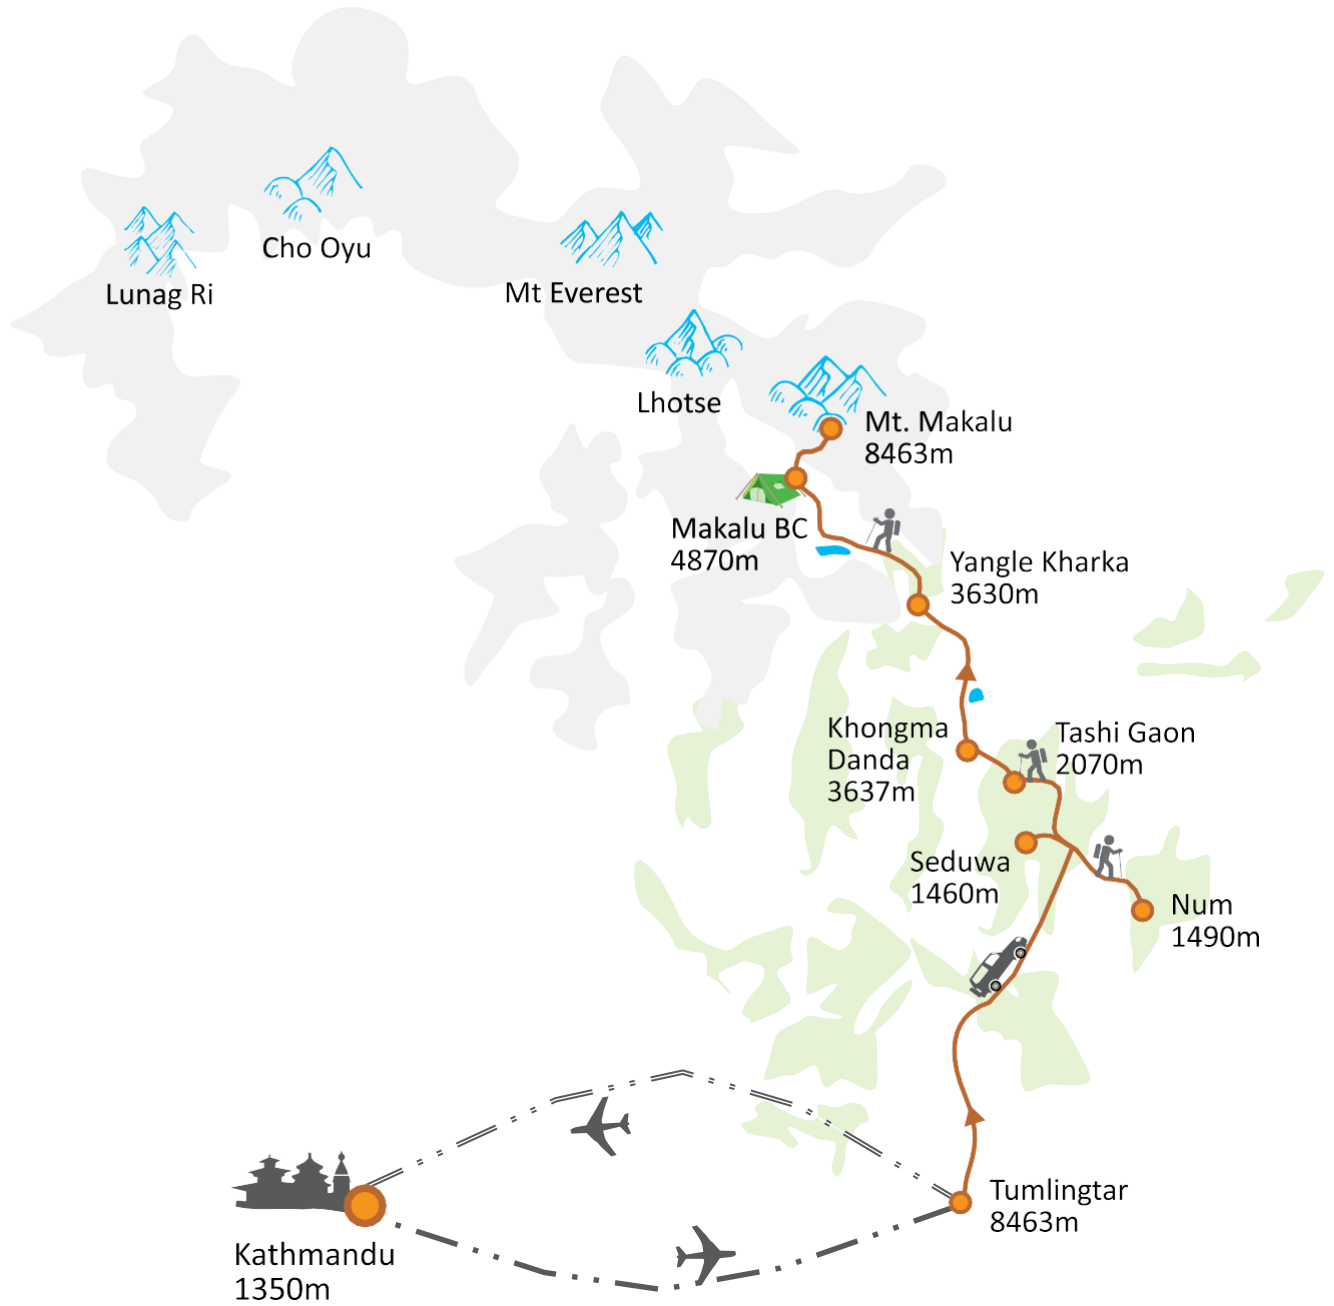 Cho Oyu
Lunag Ri
Mt Everest
Lhotse
Mt. Makalu
8463m
Makalu BC
4870m
Yangle Kharka
3630m
Khongma
Danda
3637m
Tashi Gaon
2070m
Seduwa
1460m
Num
1490m
Tumlingtar
8463m
Kathmandu
1350m